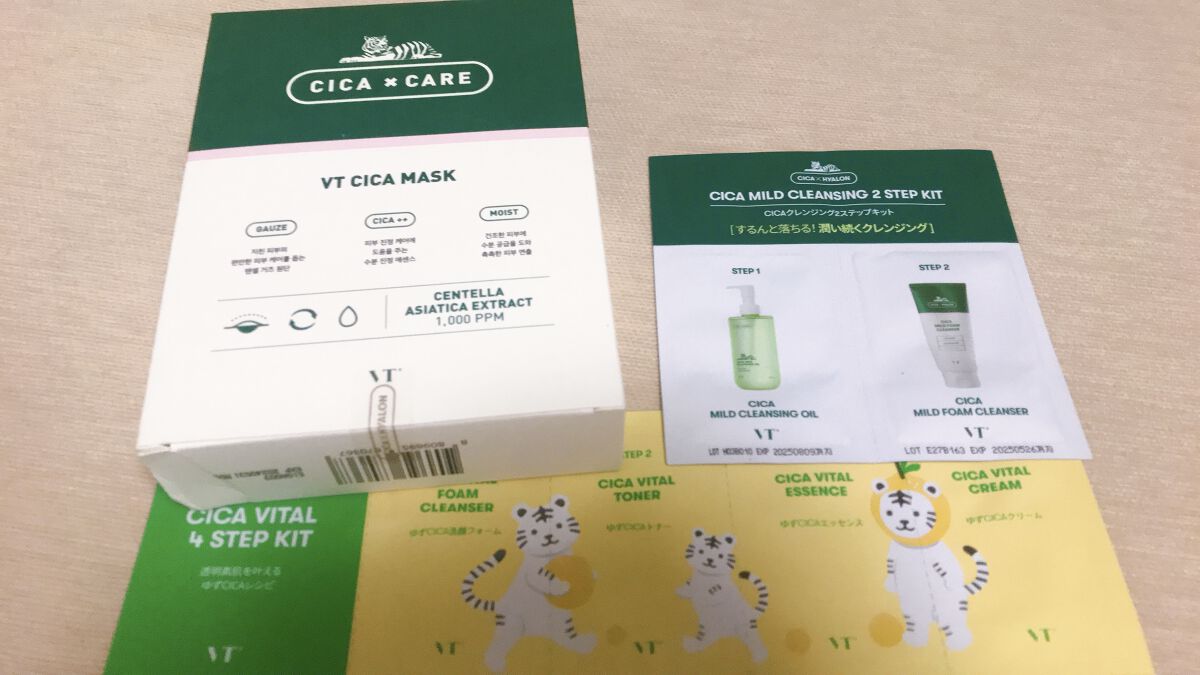 CICA × CARE
VT CICA MASK
GAUZE
지친 피부의
편안한 피부 케어를 돕는
텐셀 거즈 원단
CICA ++
피부 진정 케어에
도움을 주는
수분 진정 에센스
MOIST
건조한 피부에
수분 공급을 도와
촉촉한 피부 연출
CENTELLA
ASIATICA EXTRACT
1,000 PPM
VT
CICA × HYALON
CICA MILD CLEANSING 2 STEP KIT
CICAクレンジング2ステップキット
[するんと落ちる! 潤い続くクレンジング]
STEP 1
CICA
MILD CLEANSING OIL
VT
LOT H03B010 EXP 20250809까지
STEP 2
CICA
MILD FOAM
CLEANSER
CICA
MILD FOAM CLEANSER
VT
LOT E27B163 EXP 20250526까지
CICA VITAL
4 STEP KIT
透明素肌を叶える
ゆずCICAレシピ
VT
FOAM
CLEANSER
ゆずCICA洗顔フォーム
VT
STEP 2
CICA VITAL
TONER
ゆずCICAトナー
VT
CICA VITAL
ESSENCE
ゆずCICAエッセンス
VT
CICA VITAL
CREAM
ゆずCICAクリーム
VT